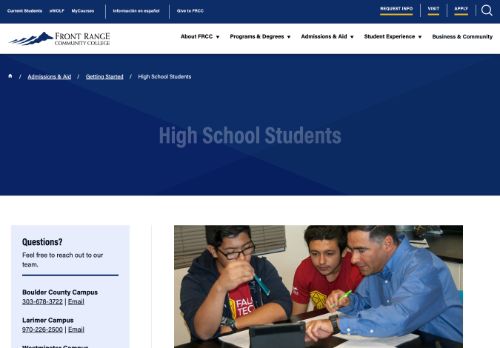 Current Students eWOLF MyCourses Información en español Give to FRCC REQUEST INFO VISIT APPLY
FRONT RANGE
COMMUNITY COLLEGE
About FRCC Programs & Degrees Admissions & Aid Student Experience Business & Community
/ Admissions & Aid / Getting Started / High School Students
High School Students
Questions?
Feel free to reach out to our
team.
Boulder County Campus
303-678-3722 | Email
Larimer Campus
970-226-2500 | Email
Westminster Campus